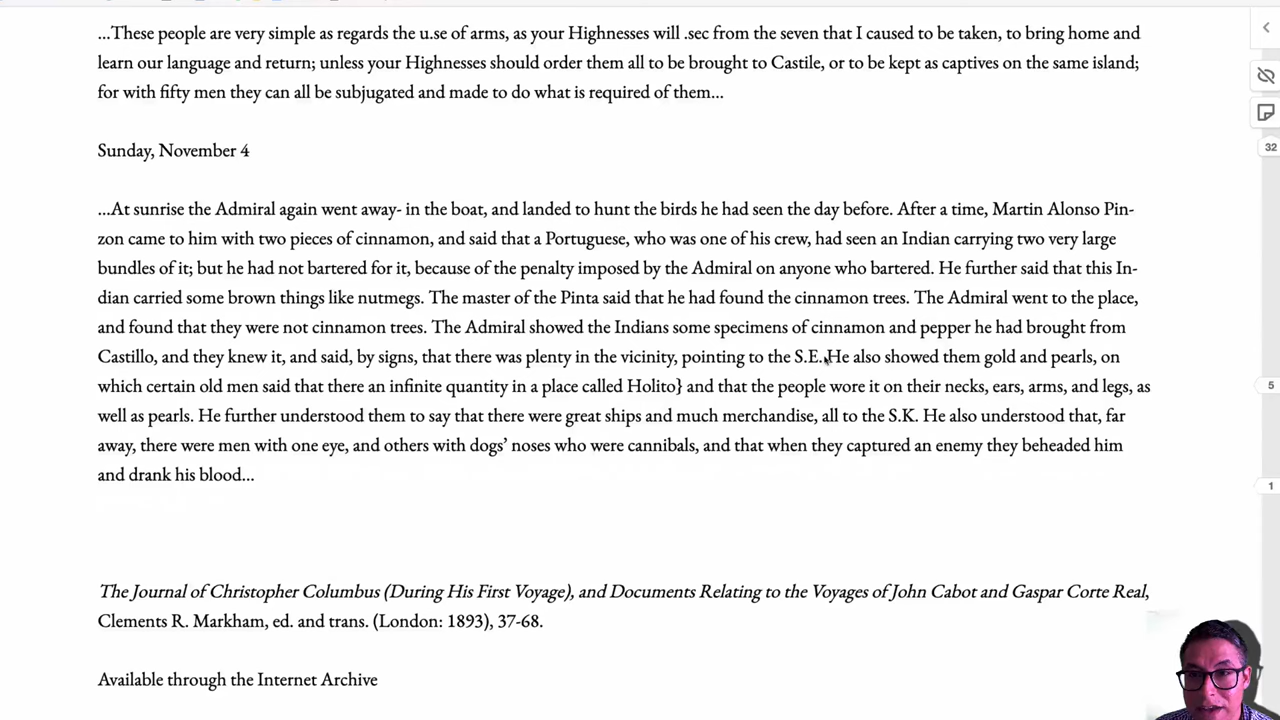 ...These people are very simple as regards the u.se of arms, as your Highnesses will .sec from the seven that I caused to be taken, to bring home and
learn our language and return; unless your Highnesses should order them all to be brought to Castile, or to be kept as captives on the same island;
for with fifty men they can all be subjugated and made to do what is required of them...
Sunday, November 4
...At sunrise the Admiral again went away- in the boat, and landed to hunt the birds he had seen the day before. After a time, Martin Alonso Pin-
zon came to him with two pieces of cinnamon, and said that a Portuguese, who was one of his crew, had seen an Indian carrying two very large
bundles of it; but he had not bartered for it, because of the penalty imposed by the Admiral on anyone who bartered. He further said that this In-
dian carried some brown things like nutmegs. The master of the Pinta said that he had found the cinnamon trees. The Admiral went to the place,
and found that they were not cinnamon trees. The Admiral showed the Indians some specimens of cinnamon and pepper he had brought from
Castillo, and they knew it, and said, by signs, that there was plenty in the vicinity, pointing to the S.E. He also showed them gold and pearls, on
which certain old men said that there an infinite quantity in a place called Holito} and that the people wore it on their necks, ears, arms, and legs, as
well as pearls. He further understood them to say that there were great ships and much merchandise, all to the S.K. He also understood that, far
away, there were men with one eye, and others with dogs’ noses who were cannibals, and that when they captured an enemy they beheaded him
and drank his blood...
The Journal of Christopher Columbus (During His First Voyage), and Documents Relating to the Voyages of John Cabot and Gaspar Corte Real,
Clements R. Markham, ed. and trans. (London: 1893), 37-68.
Available through the Internet Archive
32
5
1